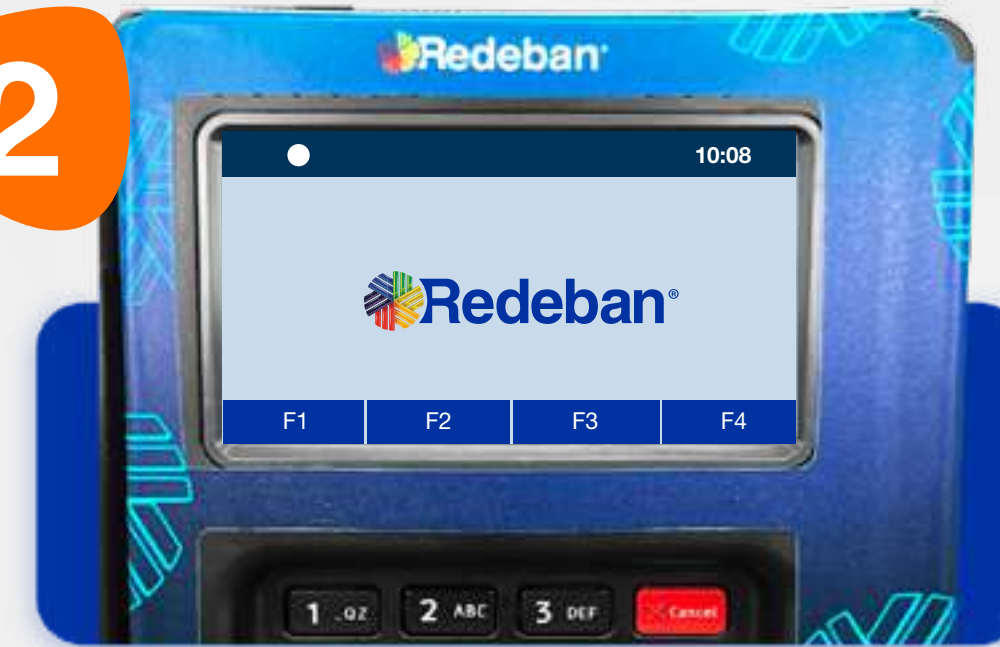 2
Redeban
10:08
Redeban®
F1 F2 F3 F4
1 .QZ 2 ABC 3 DEF Cancel